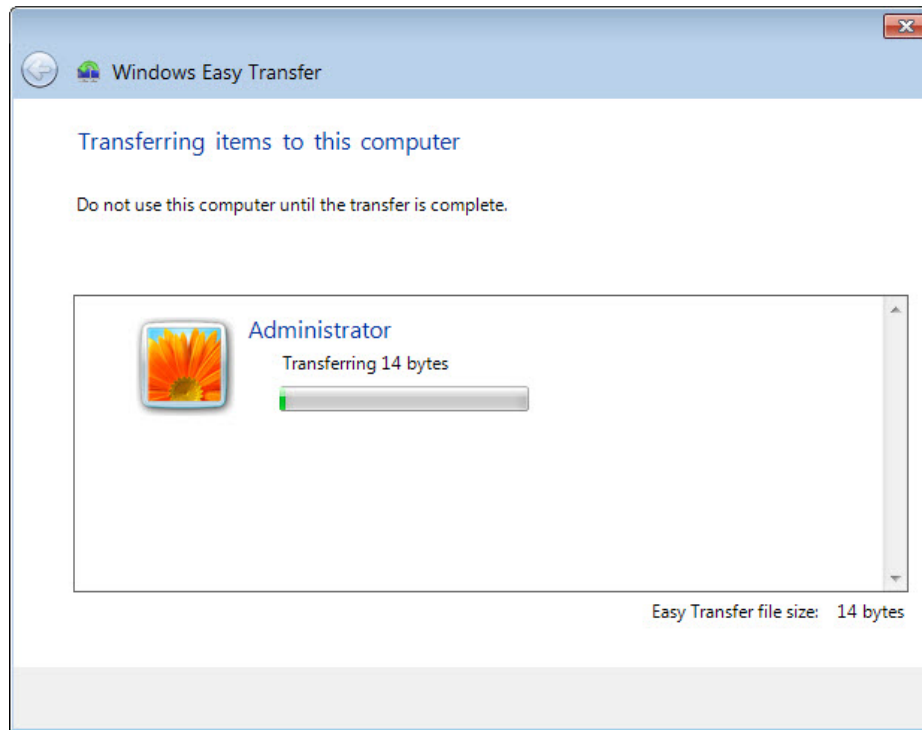 Windows Easy Transfer
Transferring items to this computer
Do not use this computer until the transfer is complete.
Administrator
Transferring 14 bytes
Easy Transfer file size: 14 bytes